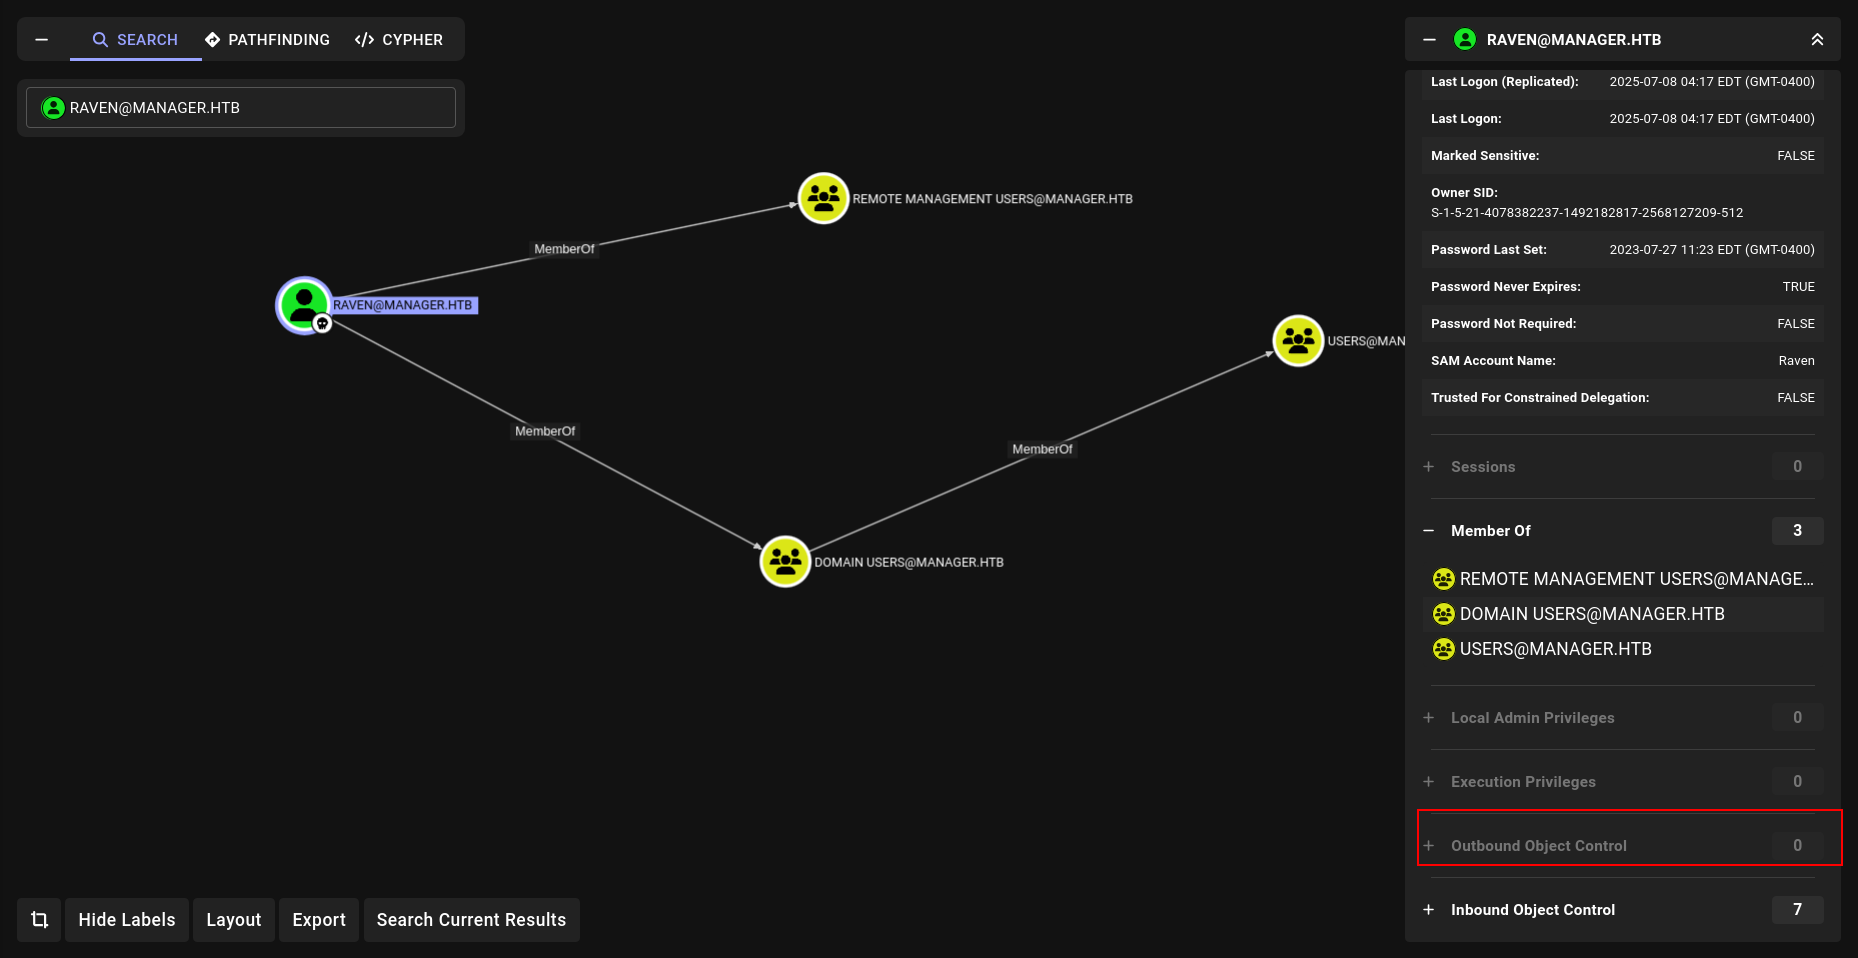 SEARCH
PATHFINDING
CYPHER
RAVEN@MANAGER.HTB
REMOTE MANAGEMENT USERS@MANAGER.HTB
MemberOf
RAVEN@MANAGER.HTB
USERS@MAN
MemberOf
MemberOf
DOMAIN USERS@MANAGER.HTB
Hide Labels
Layout
Export
Search Current Results
RAVEN@MANAGER.HTB
Last Logon (Replicated): 2025-07-08 04:17 EDT (GMT-0400)
Last Logon: 2025-07-08 04:17 EDT (GMT-0400)
Marked Sensitive: FALSE
Owner SID:
S-1-5-21-4078382237-1492182817-2568127209-512
Password Last Set: 2023-07-27 11:23 EDT (GMT-0400)
Password Never Expires: TRUE
Password Not Required: FALSE
SAM Account Name: Raven
Trusted For Constrained Delegation: FALSE
Sessions 0
Member Of 3
REMOTE MANAGEMENT USERS@MANAGE...
DOMAIN USERS@MANAGER.HTB
USERS@MANAGER.HTB
Local Admin Privileges 0
Execution Privileges 0
Outbound Object Control 0
Inbound Object Control 7